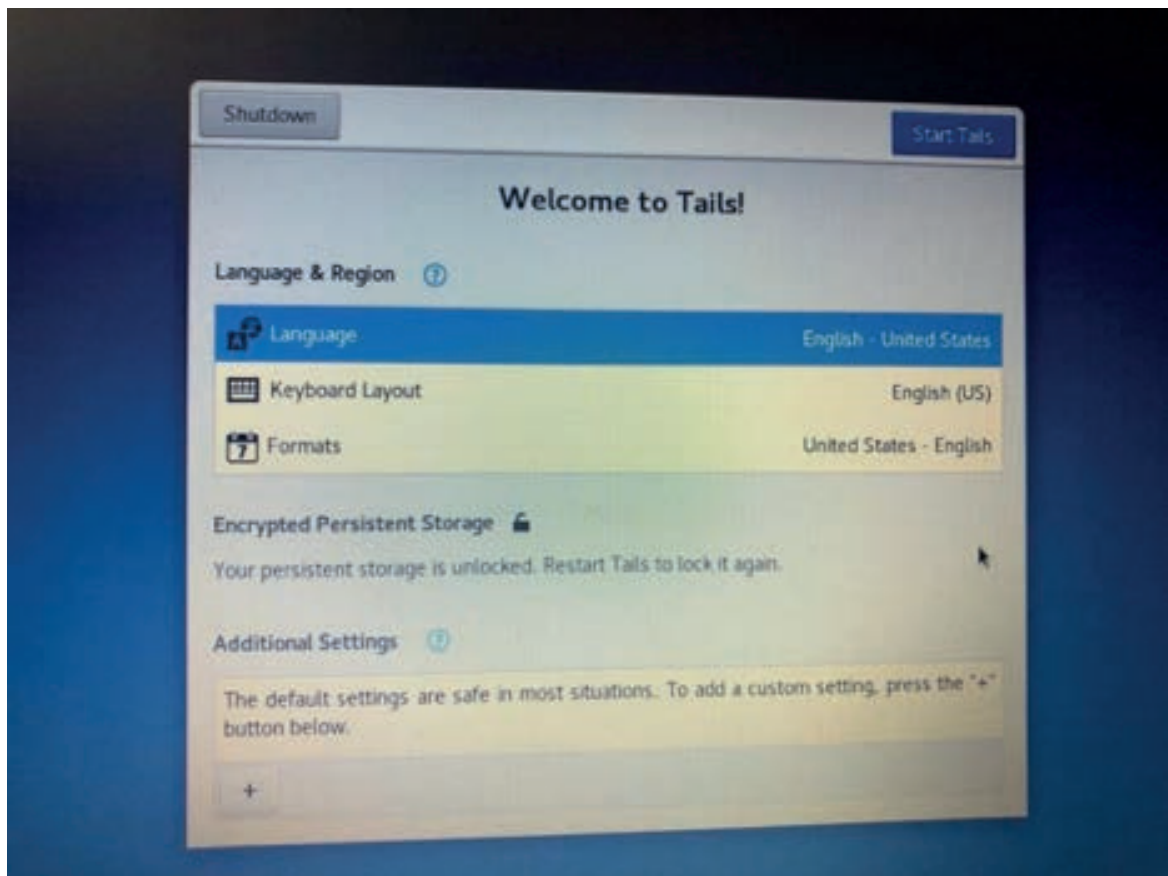 Shutdown
Start Tails
Welcome to Tails!
Language & Region ?
Language English - United States
Keyboard Layout English (US)
7 Formats United States - English
Encrypted Persistent Storage
Your persistent storage is unlocked. Restart Tails to lock it again.
Additional Settings ?
The default settings are safe in most situations. To add a custom setting, press the "+"
button below.
+